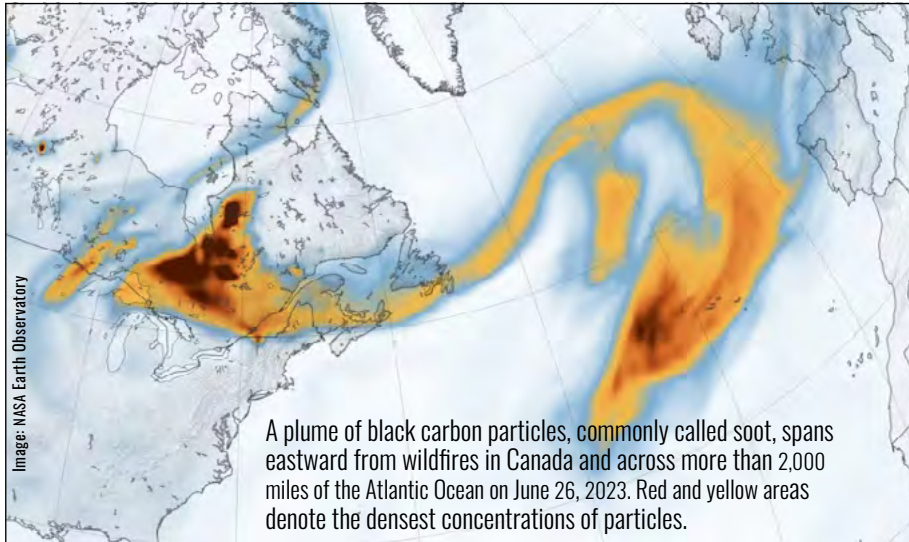 Image: NASA Earth Observatory
A plume of black carbon particles, commonly called soot, spans
eastward from wildfires in Canada and across more than 2,000
miles of the Atlantic Ocean on June 26, 2023. Red and yellow areas
denote the densest concentrations of particles.